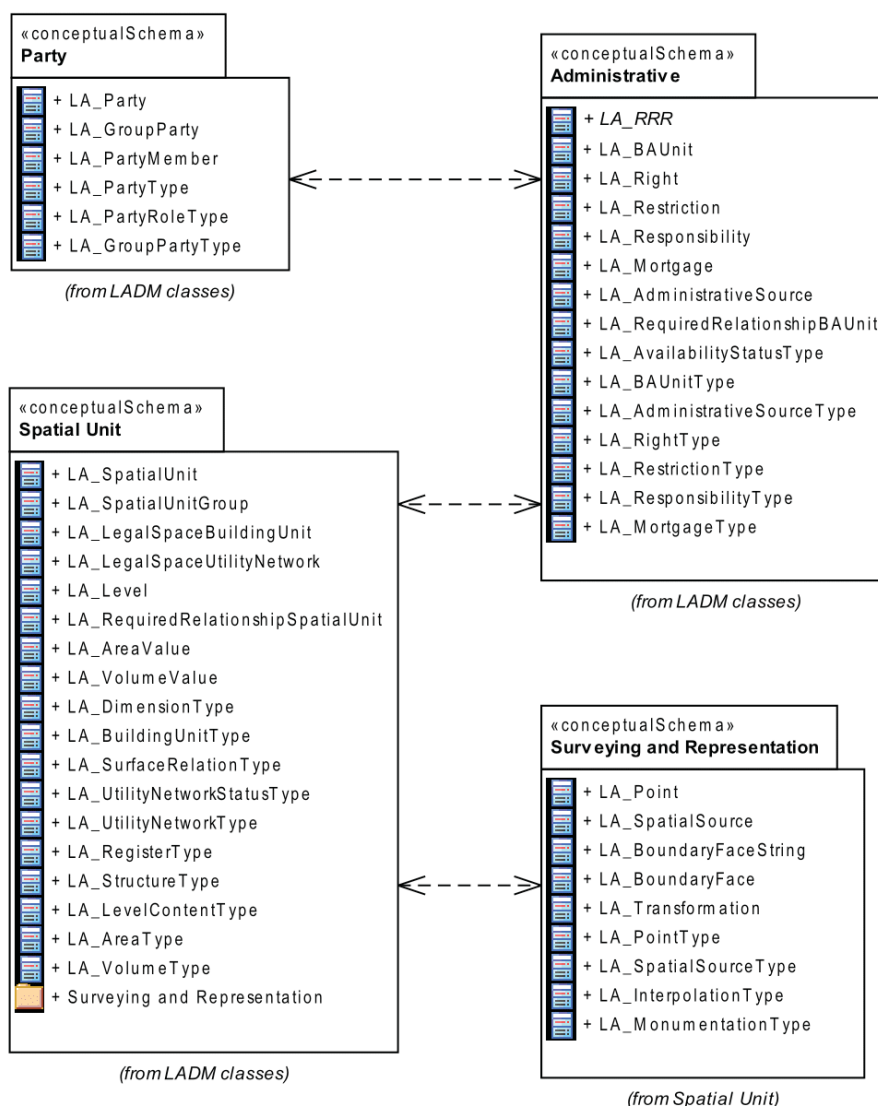 «conceptualSchema»
Party
+ LA_Party
+ LA_GroupParty
+ LA_PartyMember
+ LA_PartyType
+ LA_PartyRoleType
+ LA_GroupPartyType
(from LADM classes)
«conceptualSchema»
Administrative
+ LA_RRR
+ LA_BAUnit
+ LA_Right
+ LA_Restriction
+ LA_Responsibility
+ LA_Mortgage
+ LA_AdministrativeSource
+ LA_RequiredRelationshipBAUnit
+ LA_AvailabilityStatusType
+ LA_BAUnitType
+ LA_AdministrativeSourceType
+ LA_RightType
+ LA_RestrictionType
+ LA_ResponsibilityType
+ LA_MortgageType
(from LADM classes)
«conceptualSchema»
Spatial Unit
+ LA_SpatialUnit
+ LA_SpatialUnitGroup
+ LA_LegalSpaceBuildingUnit
+ LA_LegalSpaceUtilityNetwork
+ LA_Level
+ LA_RequiredRelationshipSpatialUnit
+ LA_AreaValue
+ LA_VolumeValue
+ LA_DimensionType
+ LA_BuildingUnitType
+ LA_SurfaceRelationType
+ LA_UtilityNetworkStatusType
+ LA_UtilityNetworkType
+ LA_RegisterType
+ LA_StructureType
+ LA_LevelContentType
+ LA_AreaType
+ LA_VolumeType
+ Surveying and Representation
(from LADM classes)
«conceptualSchema»
Surveying and Representation
+ LA_Point
+ LA_SpatialSource
+ LA_BoundaryFaceString
+ LA_BoundaryFace
+ LA_Transformation
+ LA_PointType
+ LA_SpatialSourceType
+ LA_InterpolationType
+ LA_MonumentationType
(from Spatial Unit)